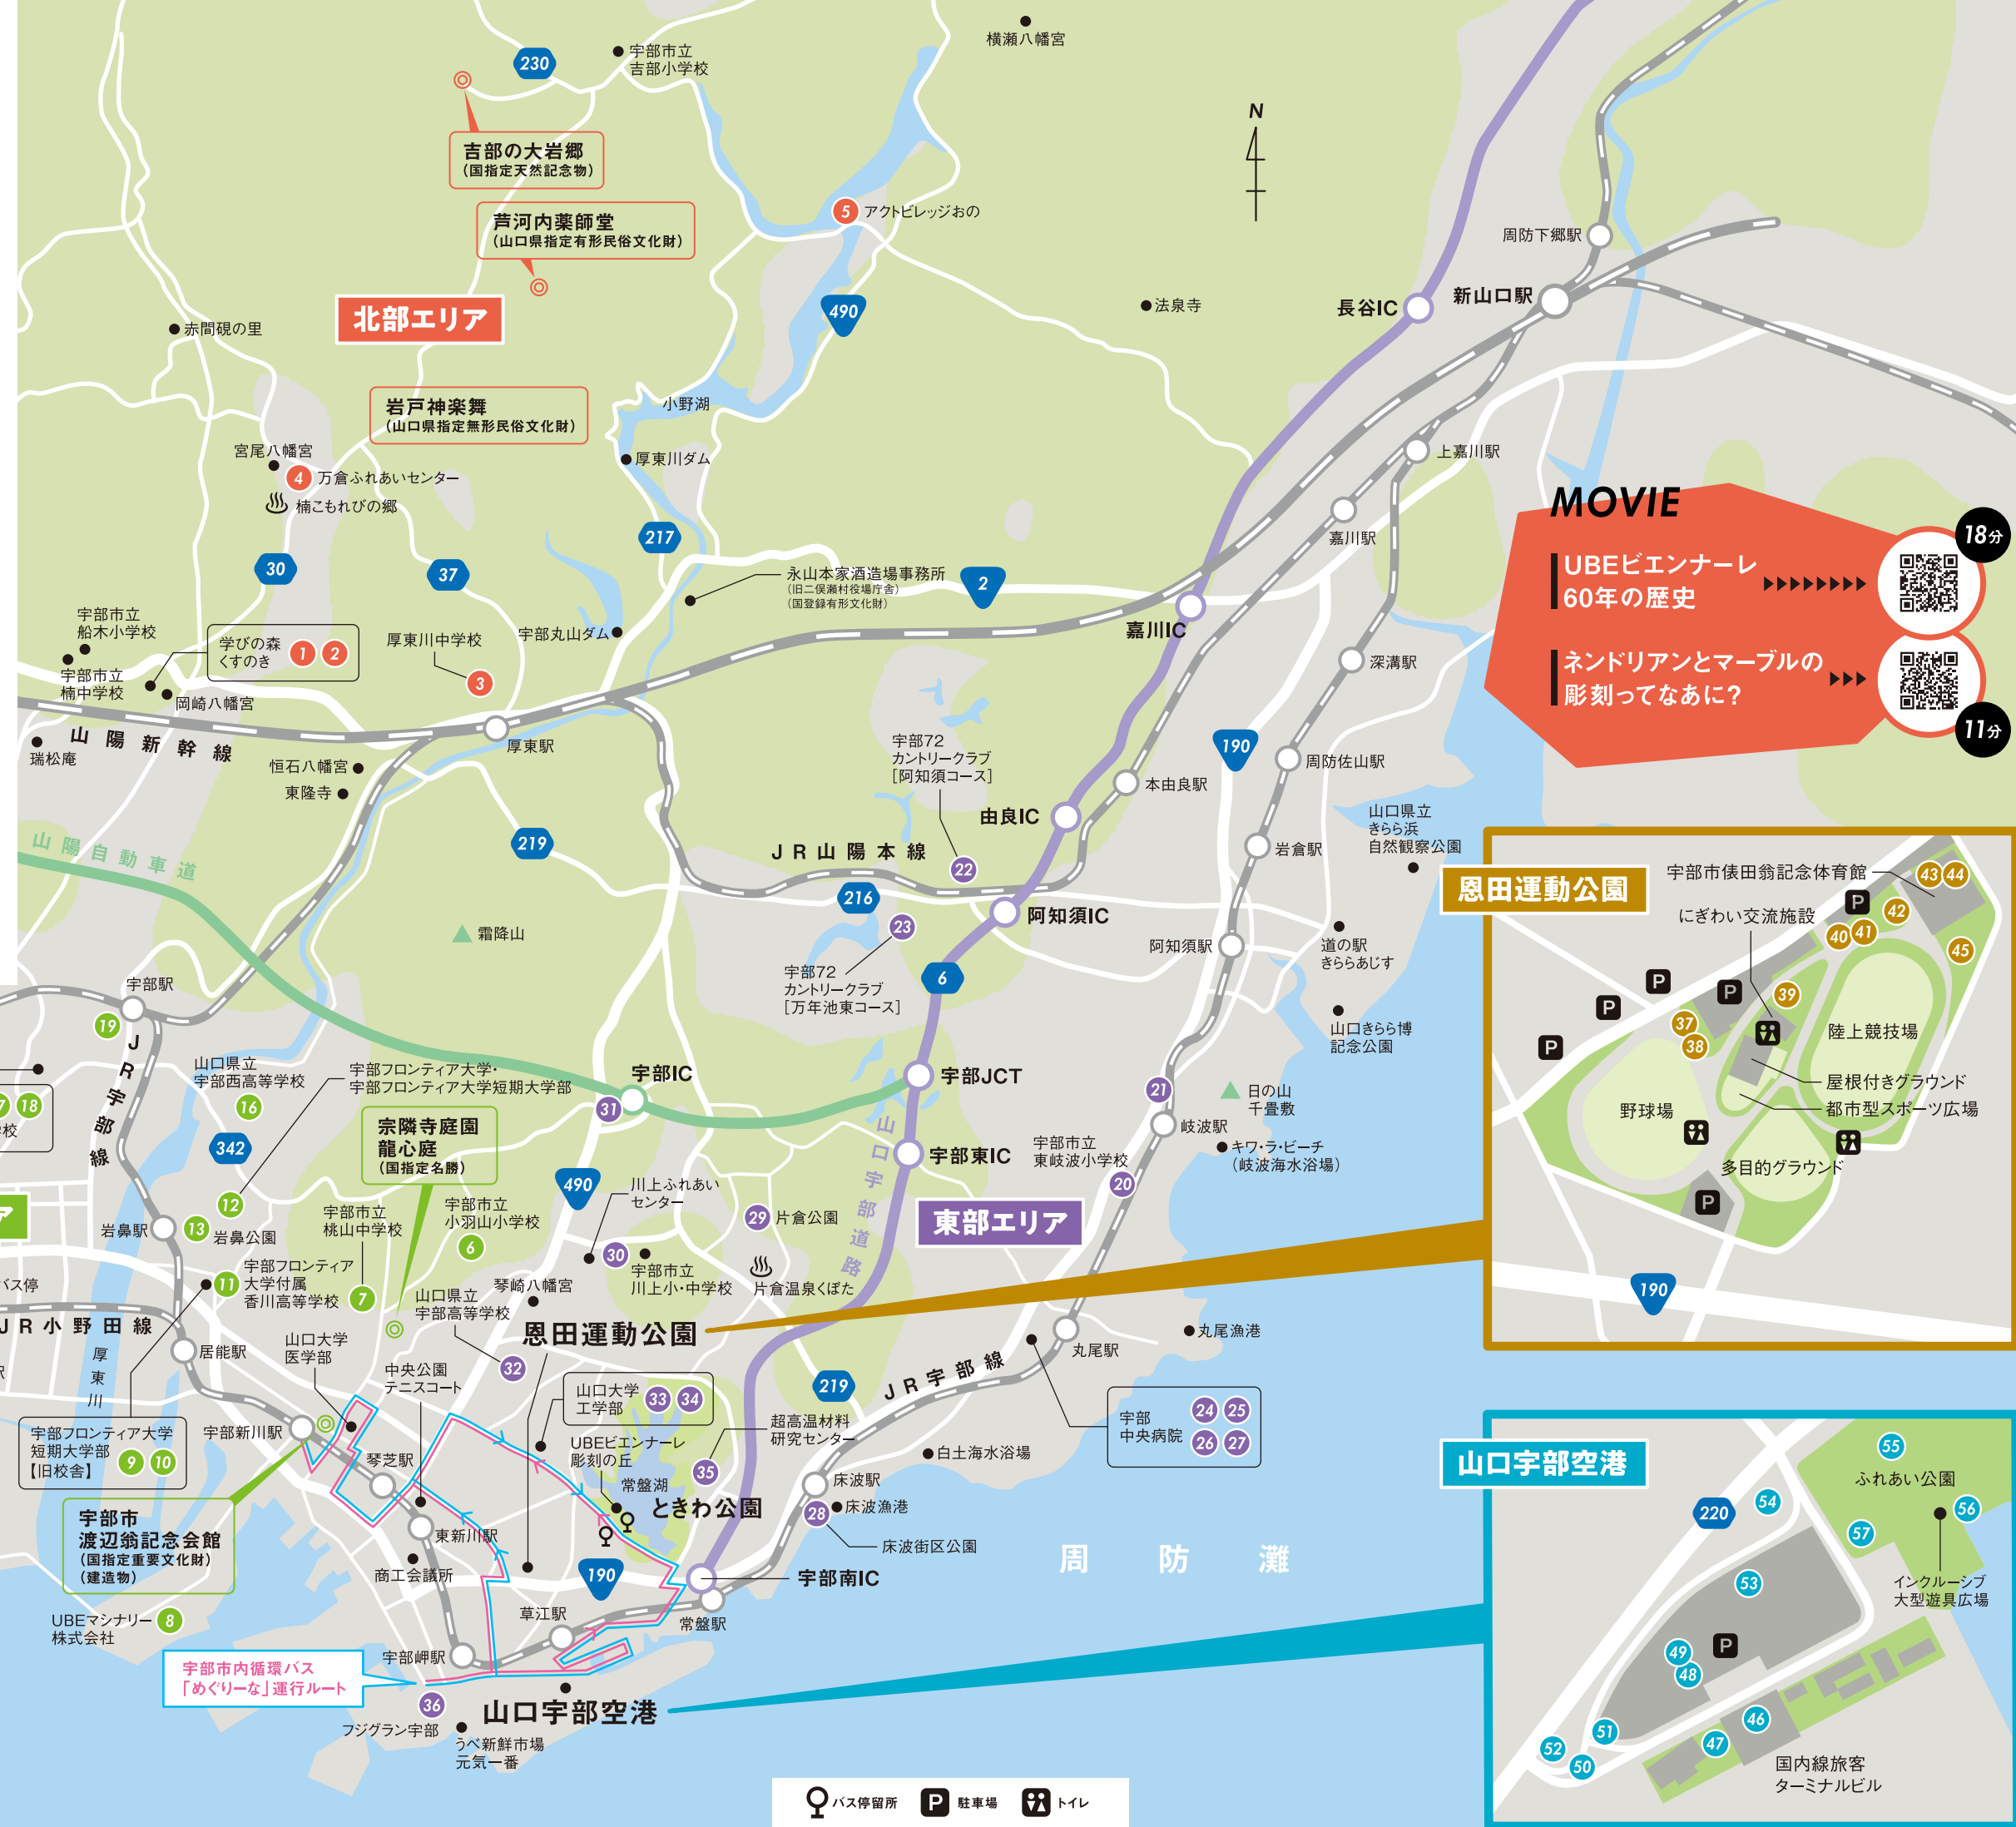 横瀬八幡宮
宇部市立
吉部小学校
230
吉部の大岩郷
(国指定天然記念物)
芦河内薬師堂
(山口県指定有形民俗文化財)
5 アクトビレッジおの
N
周防下郷駅
新山口駅
長谷IC
法泉寺
490
北部エリア
赤間硯の里
岩戸神楽舞
(山口県指定無形民俗文化財)
小野湖
厚東川ダム
宮尾八幡宮
4 万倉ふれあいセンター
楠こもれびの郷
上嘉川駅
嘉川駅
217
30
37
永山本家酒造場事務所
(旧二俣瀬村役場庁舎)
(国登録有形文化財)
2
嘉川IC
宇部市立
船木小学校
宇部市立
楠中学校
学びの森
くすのき
1 2
厚東川中学校
3
宇部丸山ダム
岡崎八幡宮
深溝駅
MOVIE
UBEビエンナーレ
60年の歴史
18分
ネンドリアンとマーブルの
彫刻ってなあに?
11分
瑞松庵
山陽新幹線
厚東駅
恒石八幡宮
東隆寺
宇部72
カントリークラブ
[阿知須コース]
22
190
周防佐山駅
本由良駅
由良IC
山口県立
きらら浜
自然観察公園
岩倉駅
山陽自動車道
219
JR山陽本線
216
阿知須IC
霜降山
23
宇部72
カントリークラブ
[万年池東コース]
6
阿知須駅
道の駅
きららあじす
山口きらら博
記念公園
宇部駅
19
JR宇部線
山口県立
宇部西高等学校
16
宇部フロンティア大学・
宇部フロンティア大学短期大学部
宇部IC
31
宇部JCT
21
日の山
千畳敷
18
校
342
宗隣寺庭園
龍心庭
(国指定名勝)
山口宇部道路
宇部東IC
岐波駅
キワ・ラ・ビーチ
(岐波海水浴場)
宇部市立
東岐波小学校
20
490
川上ふれあい
センター
12
13 岩鼻公園
岩鼻駅
ア
宇部市立
桃山中学校
7
宇部市立
小羽山小学校
6
29 片倉公園
東部エリア
30
宇部市立
川上小・中学校
片倉温泉くぼた
バス停
11
宇部フロンティア
大学付属
香川高等学校
琴崎八幡宮
山口県立
宇部高等学校
32
恩田運動公園
JR小野田線
居能駅
厚東川
山口大学
医学部
中央公園
テニスコート
丸尾漁港
丸尾駅
219
JR宇部線
山口大学
工学部
33 34
宇部フロンティア大学
短期大学部
【旧校舎】
9 10
宇部新川駅
琴芝駅
UBEビエンナーレ
彫刻の丘
常盤湖
ときわ公園
超高温材料
研究センター
35
宇部
中央病院
24 25
26 27
白土海水浴場
床波駅
28
床波漁港
床波街区公園
宇部市
渡辺翁記念会館
(国指定重要文化財)
(建造物)
東新川駅
商工会議所
190
宇部南IC
周防灘
UBEマシナリー
株式会社
8
草江駅
常盤駅
宇部岬駅
宇部市内循環バス
「めぐりーな」運行ルート
36
フジグラン宇部
うべ新鮮市場
元気一番
山口宇部空港
バス停留所
P 駐車場
トイレ
恩田運動公園
宇部市俵田翁記念体育館
43 44
にぎわい交流施設
P
42
40 41
45
P
P
P
P
39
37
38
陸上競技場
屋根付きグラウンド
都市型スポーツ広場
野球場
多目的グラウンド
P
190
山口宇部空港
55
ふれあい公園
220
54
56
57
53
インクルーシブ
大型遊具広場
P
49
48
46
51
47
52
50
国内線旅客
ターミナルビル